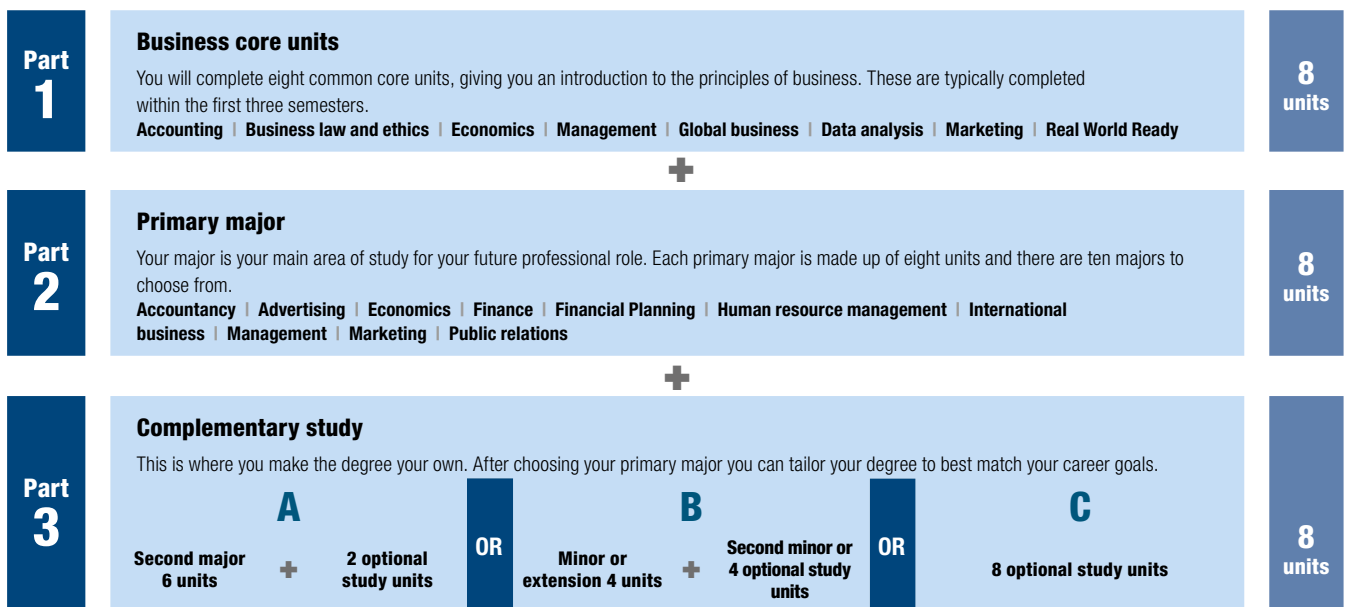 Part
1
Business core units
You will complete eight common core units, giving you an introduction to the principles of business. These are typically completed
within the first three semesters.
Accounting | Business law and ethics | Economics | Management | Global business | Data analysis | Marketing | Real World Ready
8
units
+
Part
2
Primary major
Your major is your main area of study for your future professional role. Each primary major is made up of eight units and there are ten majors to
choose from.
Accountancy | Advertising | Economics | Finance | Financial Planning | Human resource management | International
business | Management | Marketing | Public relations
8
units
+
Part
3
Complementary study
This is where you make the degree your own. After choosing your primary major you can tailor your degree to best match your career goals.
A
Second major
6 units
+
2 optional
study units
OR
B
Minor or
extension 4 units
+
Second minor or
4 optional study
units
OR
C
8 optional study units
8
units